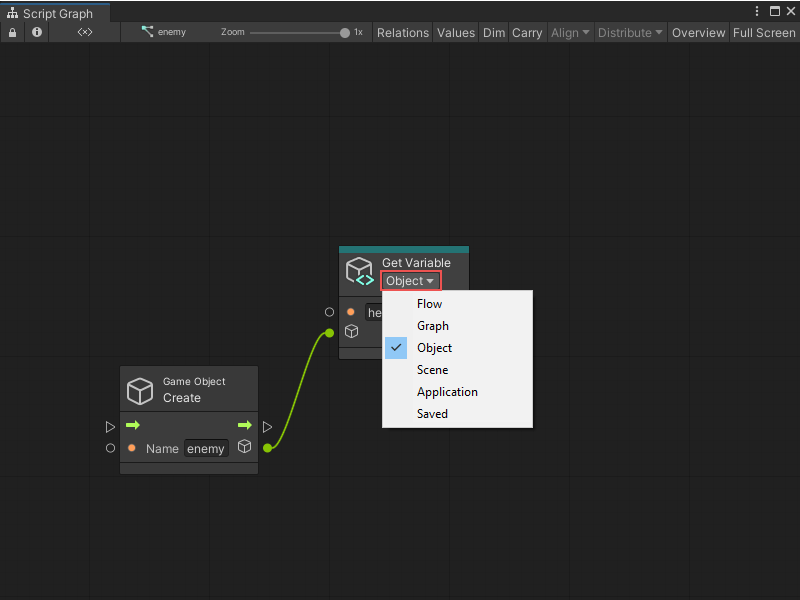 Script Graph
enemy Zoom 1x Relations Values Dim Carry Align Distribute Overview Full Screen
Get Variable
Object
he
Flow
Graph
Object
Scene
Application
Saved
Game Object
Create
Name enemy